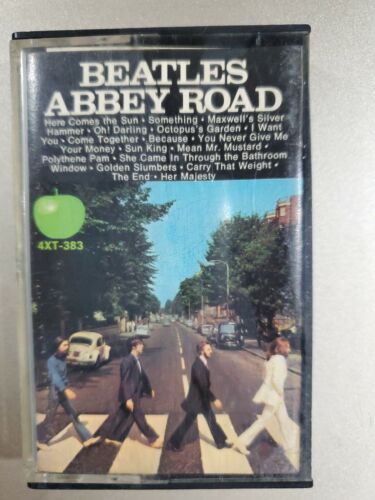 BEATLES
ABBEY ROAD
Here Comes the Sun • Something • Maxwell's Silver
Hammer • Oh! Darling • Octopus's Garden • I Want
You • Come Together • Because • You Never Give Me
Your Money • Sun King • Mean Mr. Mustard •
Polythene Pam • She Came In Through the Bathroom
Window • Golden Slumbers • Carry That Weight •
The End • Her Majesty
4XT-383